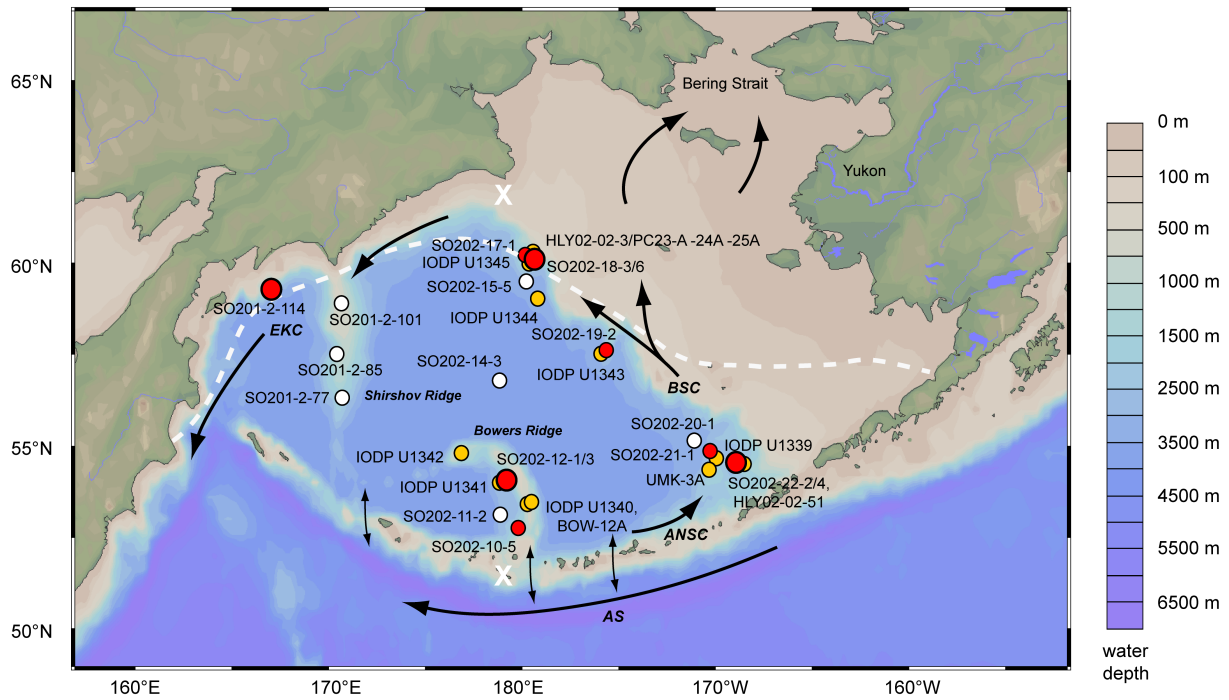 65°N
60°N
55°N
50°N
160°E
170°E
180°E
170°W
160°W
Bering Strait
Yukon
X
HLY02-02-3/PC23-A -24A -25A
SO202-17-1
IODP U1345
SO202-18-3/6
SO202-15-5
IODP U1344
SO201-2-114
EKC
SO201-2-101
SO202-19-2
IODP U1343
SO201-2-85
SO202-14-3
SO201-2-77
Shirshov Ridge
BSC
Bowers Ridge
SO202-20-1
IODP U1339
SO202-21-1
UMK-3A
SO202-22-2/4,
HLY02-02-51
IODP U1342
SO202-12-1/3
IODP U1341
IODP U1340,
BOW-12A
SO202-11-2
SO202-10-5
ANSC
X
AS
0 m
100 m
500 m
1000 m
1500 m
2500 m
3500 m
4500 m
5500 m
6500 m
water
depth